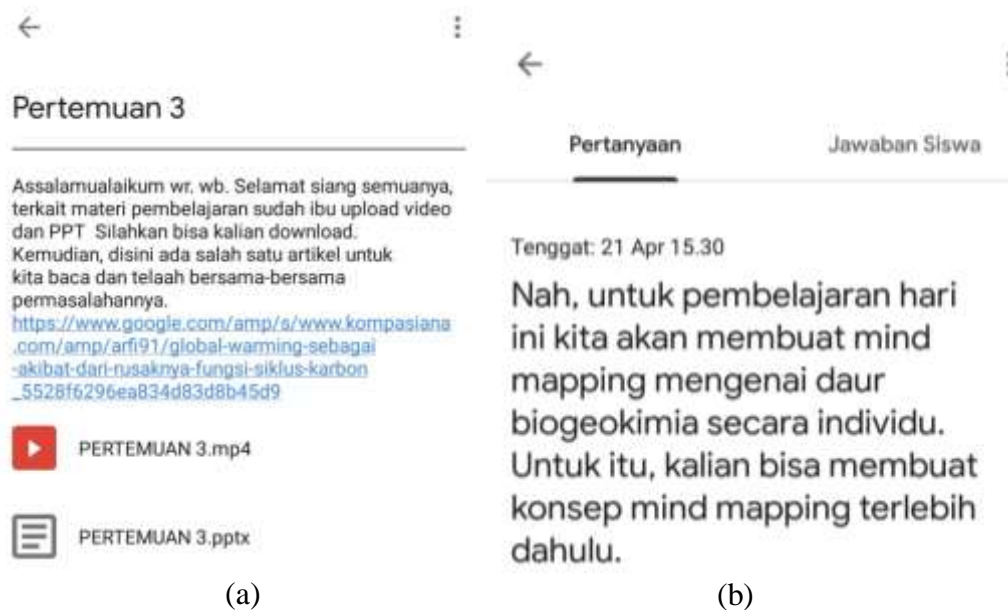 Pertemuan 3
Assalamualaikum wr. wb. Selamat siang semuanya,
terkait materi pembelajaran sudah ibu upload video
dan PPT Silahkan bisa kalian download.
Kemudian, disini ada salah satu artikel untuk
kita baca dan telaah bersama-bersama
permasalahannya.
https://www.google.com/amp/s/www.kompasiana
.com/amp/arfi91/global-warming-sebagai
-akibat-dari-rusaknya-fungsi-siklus-karbon
_5528f6296ea834d83d8b45d9
PERTEMUAN 3.mp4
PERTEMUAN 3.pptx
(a)
Pertanyaan
Jawaban Siswa
Tenggat: 21 Apr 15.30
Nah, untuk pembelajaran hari
ini kita akan membuat mind
mapping mengenai daur
biogeokimia secara individu.
Untuk itu, kalian bisa membuat
konsep mind mapping terlebih
dahulu.
(b)